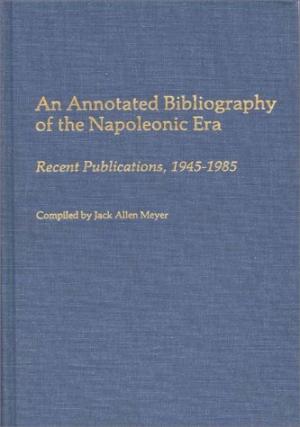 An Annotated Bibliography
of the Napoleonic Era
Recent Publications, 1945-1985
Compiled by Jack Allen Meyer